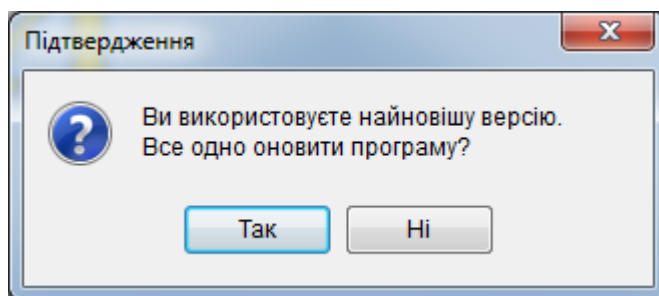 Підтвердження
Ви використовуєте найновішу версію.
Все одно оновити програму?
Так
Ні